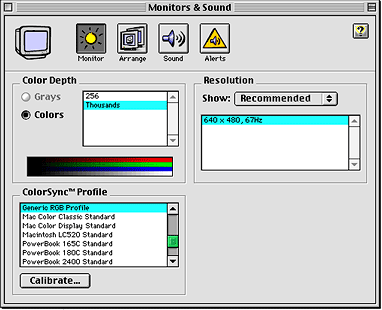 Monitors & Sound
Monitor
Arrange
Sound
Alerts
?
Color Depth
Grays
Colors
256
Thousands
Resolution
Show: Recommended
640 x 480, 67Hz
ColorSync™ Profile
Generic RGB Profile
Mac Color Classic Standard
Mac Color Display Standard
Macintosh LC520 Standard
PowerBook 165C Standard
PowerBook 180C Standard
PowerBook 2400 Standard
Calibrate...